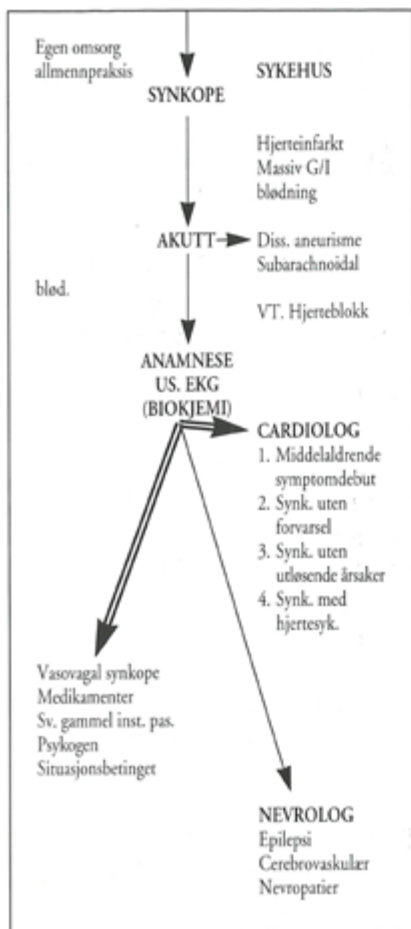 Egen omsorg
allmennpraksis
SYKEHUS
SYNKOPE
Hjerteinfarkt
Massiv G/I
blødning
AKUTT
Diss. aneurisme
Subarachnoidal
blød.
VT. Hjerteblokk
ANAMNESE
US. EKG
(BIOKJEMI)
CARDIOLOG
1. Middelaldrende
symptomdebut
2. Synk. uten
forvarsel
3. Synk. uten
utløsende årsaker
4. Synk. med
hjertesyk.
Vasovagal synkope
Medikamenter
Sv. gammel inst. pas.
Psykogen
Situasjonsbetinget
NEVROLOG
Epilepsi
Cerebrovaskulær
Nevropatier